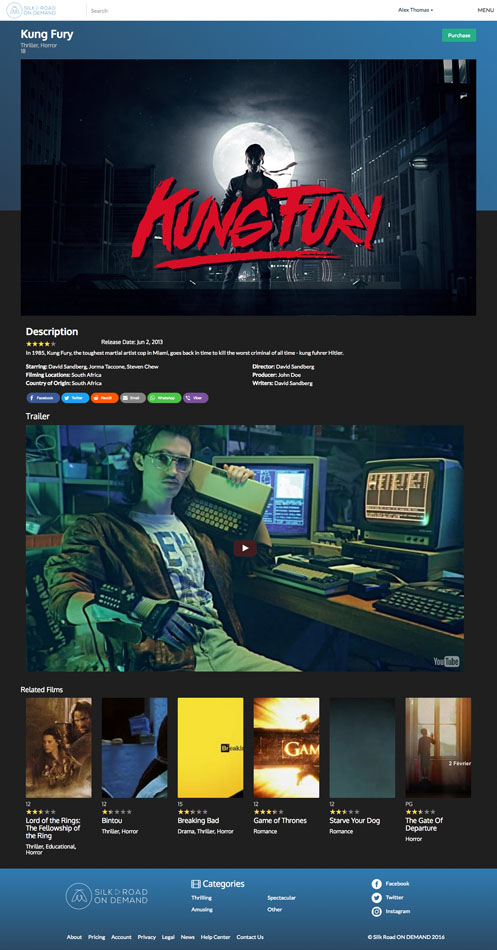 SILK ROAD
ON DEMAND
Search
Alex Thomas
MENU
Kung Fury
Purchase
Thriller, Horror
18
KUNG FURY
Description
Release Date: Jun 2, 2013
In 1985, Kung Fury, the toughest martial artist cop in Miami, goes back in time to kill the worst criminal of all time - kung fuhrer Hitler.
Starring: David Sandberg, Jorma Taccone, Steven Chew
Director: David Sandberg
Filming Locations: South Africa
Producer: John Doe
Country of Origin: South Africa
Writers: David Sandberg
Facebook
Twitter
Reddit
Email
WhatsApp
Viber
Trailer
YouTube
Related Films
Breaki
GAM
2 Février
12
12
15
12
12
PG
Lord of the Rings:
The Fellowship of
the Ring
Thriller, Educational,
Horror
Bintou
Thriller, Horror
Breaking Bad
Drama, Thriller, Horror
Game of Thrones
Romance
Starve Your Dog
Romance
The Gate Of
Departure
Horror
SILK ROAD
ON DEMAND
Categories
Thrilling
Spectacular
Amusing
Other
Facebook
Twitter
Instagram
About
Pricing
Account
Privacy
Legal
News
Help Center
Contact Us
© Silk Road ON DEMAND 2016